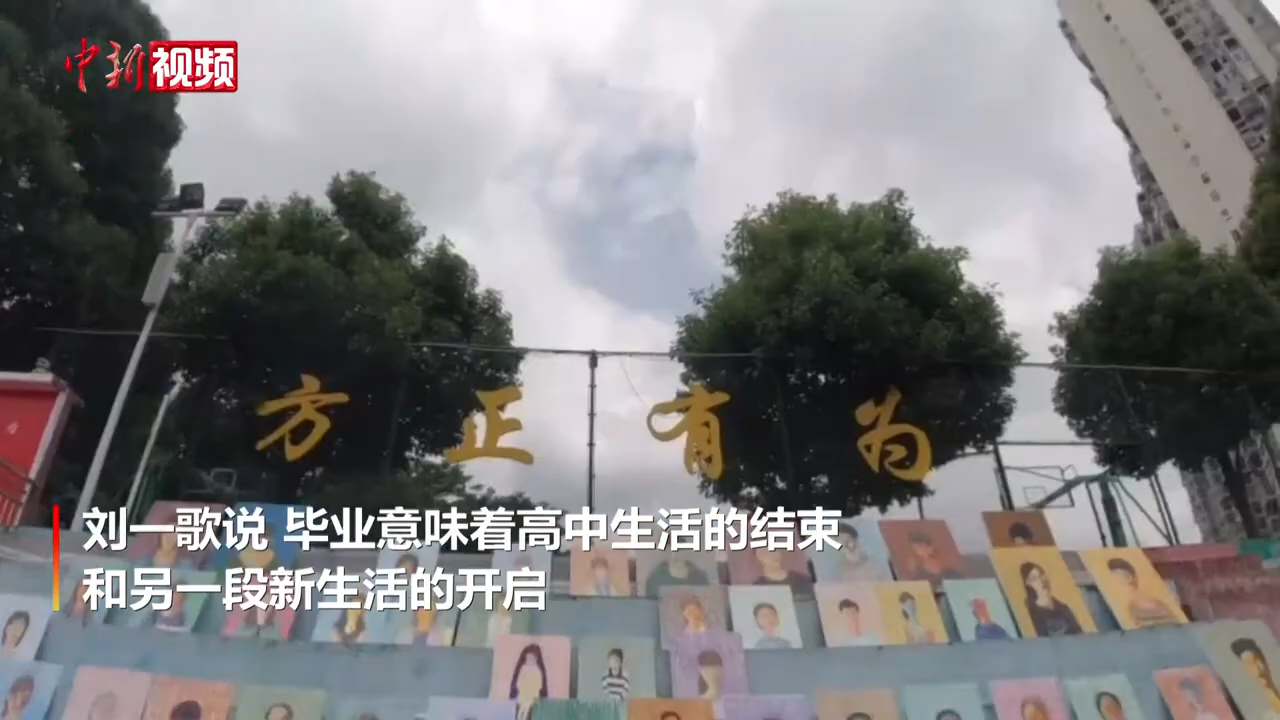 中新视频
方正有为
刘一歌说 毕业意味着高中生活的结束
和另一段新生活的开启